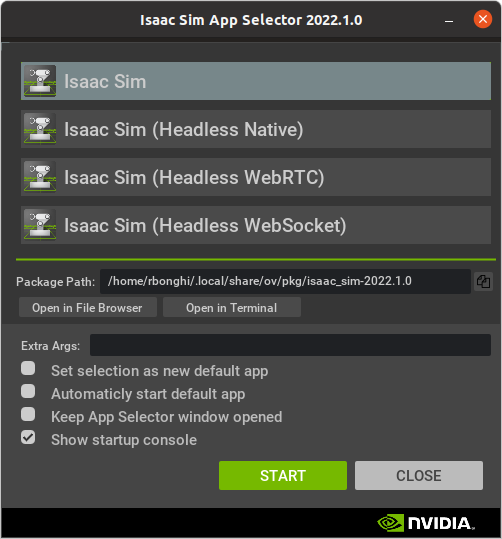 Isaac Sim App Selector 2022.1.0
Isaac Sim
Isaac Sim (Headless Native)
Isaac Sim (Headless WebRTC)
Isaac Sim (Headless WebSocket)
Package Path: /home/rbonghi/.local/share/ov/pkg/isaac_sim-2022.1.0
Open in File Browser Open in Terminal
Extra Args:
Set selection as new default app
Automaticly start default app
Keep App Selector window opened
Show startup console
START CLOSE
NVIDIA.